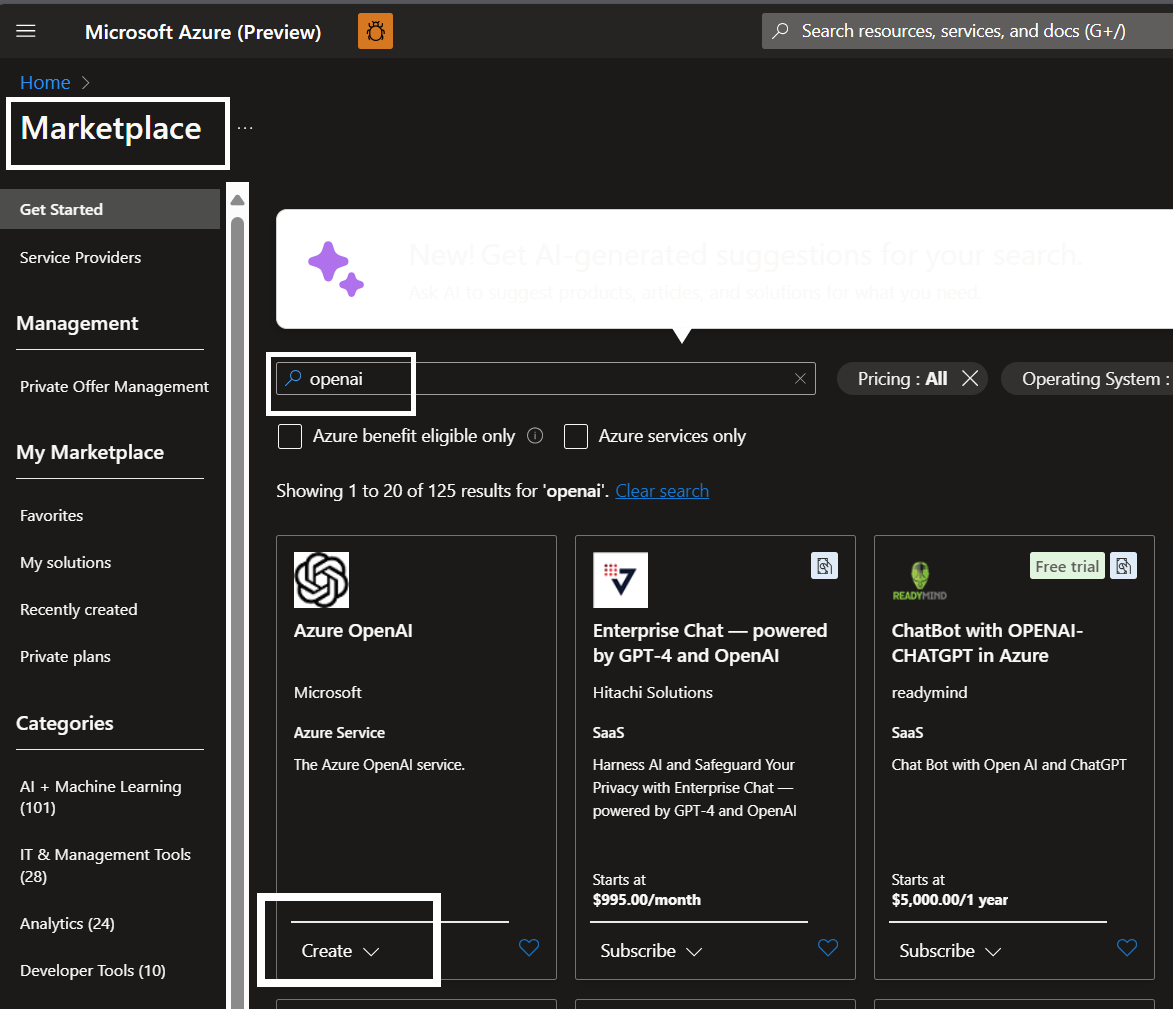 Microsoft Azure (Preview)
Search resources, services, and docs (G+/)
Home
Marketplace
...
Get Started
Service Providers
Management
Private Offer Management
My Marketplace
Favorites
My solutions
Recently created
Private plans
Categories
AI + Machine Learning
(101)
IT & Management Tools
(28)
Analytics (24)
Developer Tools (10)
New! Get AI-generated suggestions for your search.
Ask AI to suggest products, articles, and solutions for what you need.
openai
Pricing : All
Operating System :
Azure benefit eligible only
Azure services only
Showing 1 to 20 of 125 results for 'openai'. Clear search
Azure OpenAI
Microsoft
Azure Service
The Azure OpenAI service.
Create
Enterprise Chat — powered
by GPT-4 and OpenAI
Hitachi Solutions
SaaS
Harness AI and Safeguard Your
Privacy with Enterprise Chat —
powered by GPT-4 and OpenAI
Starts at
$995.00/month
Subscribe
Free trial
READYMIND
ChatBot with OPENAI-
CHATGPT in Azure
readymind
SaaS
Chat Bot with Open AI and ChatGPT
Starts at
$5,000.00/1 year
Subscribe